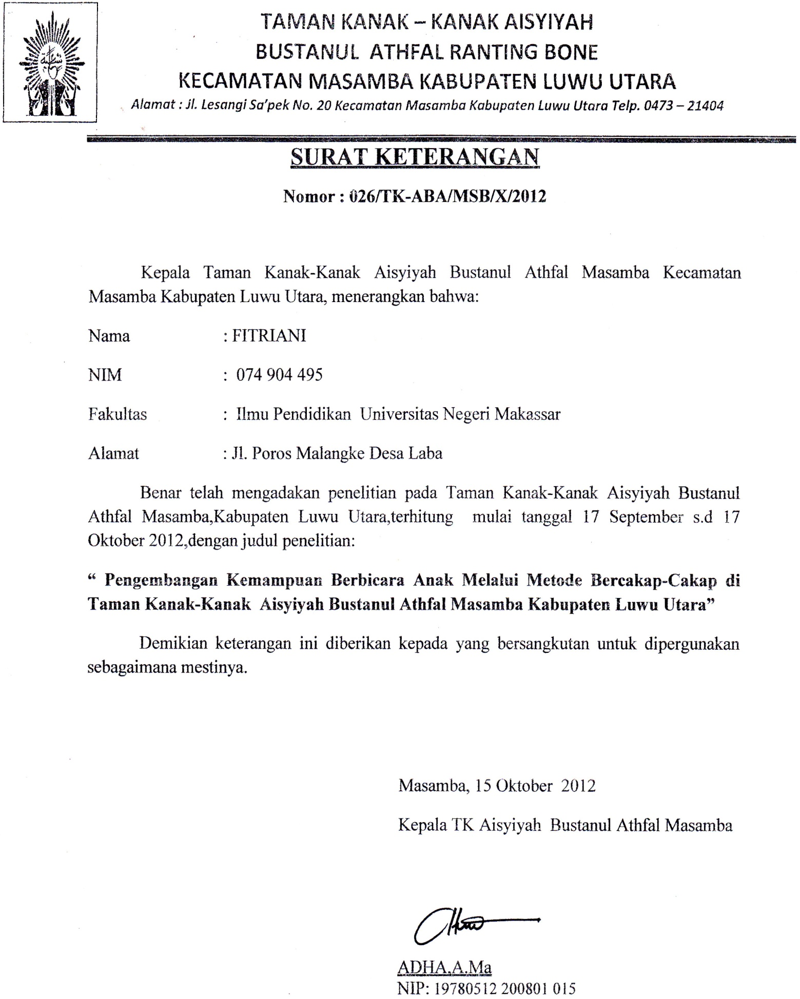 TAMAN KANAK – KANAK AISYIYAH
BUSTANUL ATHFAL RANTING BONE
KECAMATAN MASAMBA KABUPATEN LUWU UTARA
Alamat : Jl. Lesangi Sa'pek No. 20 Kecamatan Masamba Kabupaten Luwu Utara Telp. 0473 – 21404
SURAT KETERANGAN
Nomor : 026/TK-ABA/MSB/X/2012
Kepala Taman Kanak-Kanak Aisyiyah Bustanul Athfal Masamba Kecamatan
Masamba Kabupaten Luwu Utara, menerangkan bahwa:
Nama : FITRIANI
NIM : 074 904 495
Fakultas : Ilmu Pendidikan Universitas Negeri Makassar
Alamat : Jl. Poros Malangke Desa Laba
Benar telah mengadakan penelitian pada Taman Kanak-Kanak Aisyiyah Bustanul
Athfal Masamba,Kabupaten Luwu Utara,terhitung mulai tanggal 17 September s.d 17
Oktober 2012,dengan judul penelitian:
“ Pengembangan Kemampuan Berbicara Anak Melalui Metode Bercakap-Cakap di
Taman Kanak-Kanak Aisyiyah Bustanul Athfal Masamba Kabupaten Luwu Utara”
Demikian keterangan ini diberikan kepada yang bersangkutan untuk dipergunakan
sebagaimana mestinya.
Masamba, 15 Oktober 2012
Kepala TK Aisyiyah Bustanul Athfal Masamba
ADHA,A.Ma
NIP: 19780512 200801 015